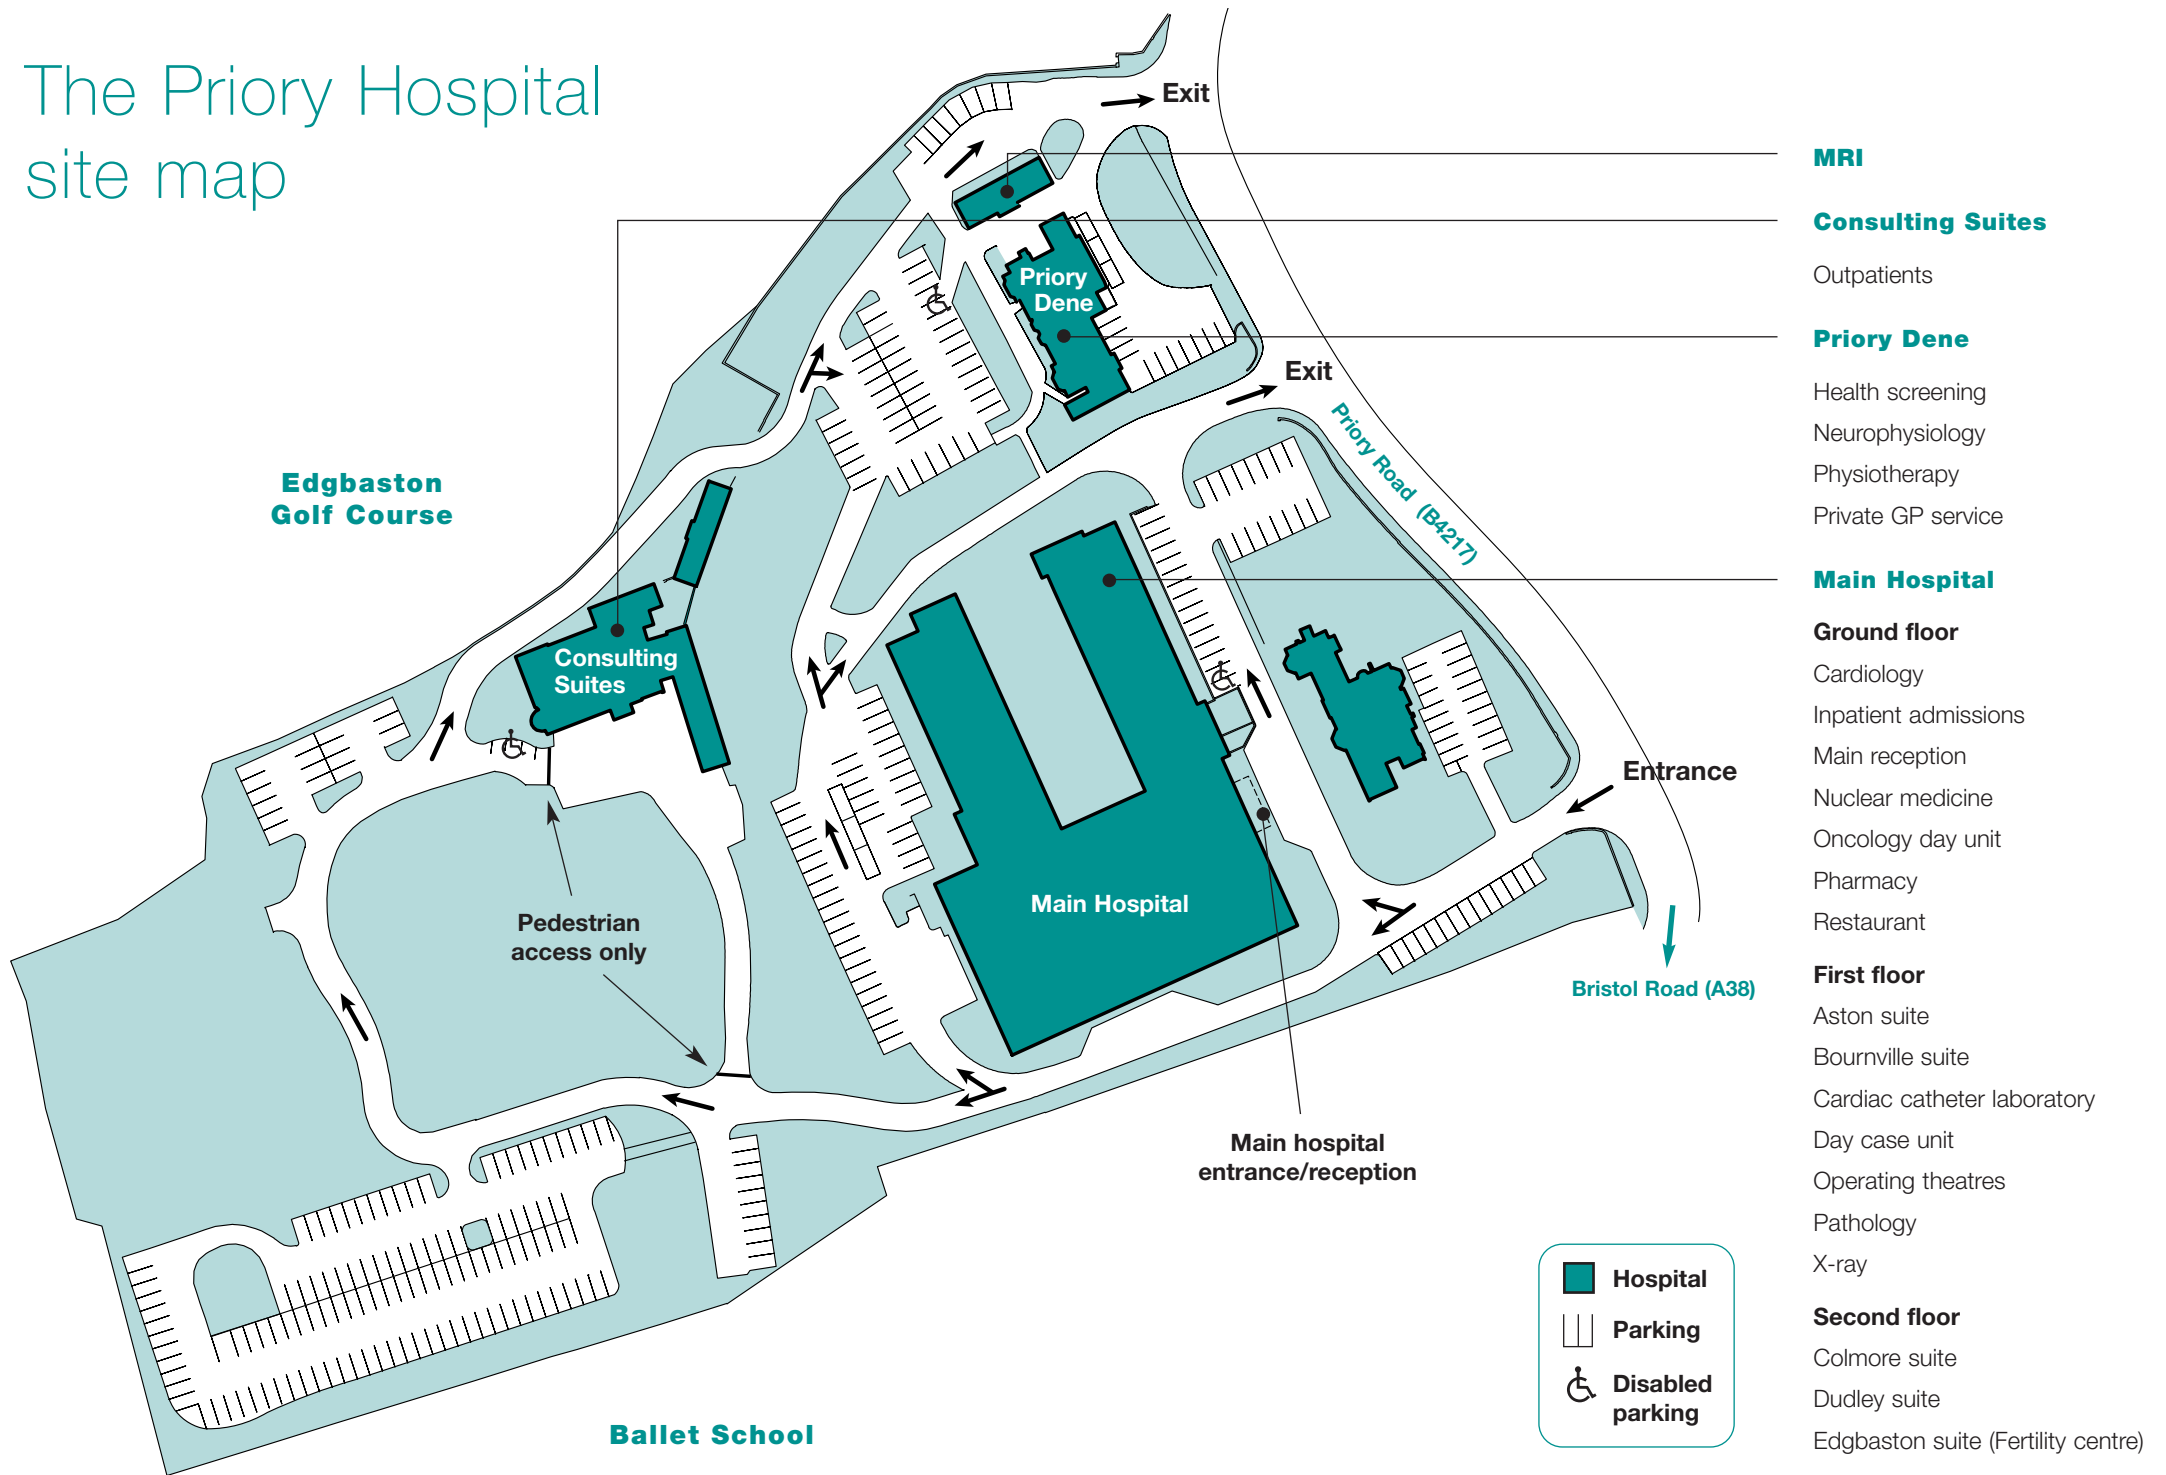 The Priory Hospital
site map
Exit
MRI
Consulting Suites
Outpatients
Priory
Dene
Priory Dene
Health screening
Neurophysiology
Physiotherapy
Private GP service
Exit
Priory Road (B4217)
Edgbaston
Golf Course
Main Hospital
Ground floor
Cardiology
Inpatient admissions
Main reception
Nuclear medicine
Oncology day unit
Pharmacy
Restaurant
Consulting
Suites
Entrance
Main Hospital
Pedestrian
access only
Bristol Road (A38)
First floor
Aston suite
Bournville suite
Cardiac catheter laboratory
Day case unit
Operating theatres
Pathology
X-ray
Main hospital
entrance/reception
Hospital
Parking
Disabled
parking
Second floor
Colmore suite
Dudley suite
Edgbaston suite (Fertility centre)
Ballet School